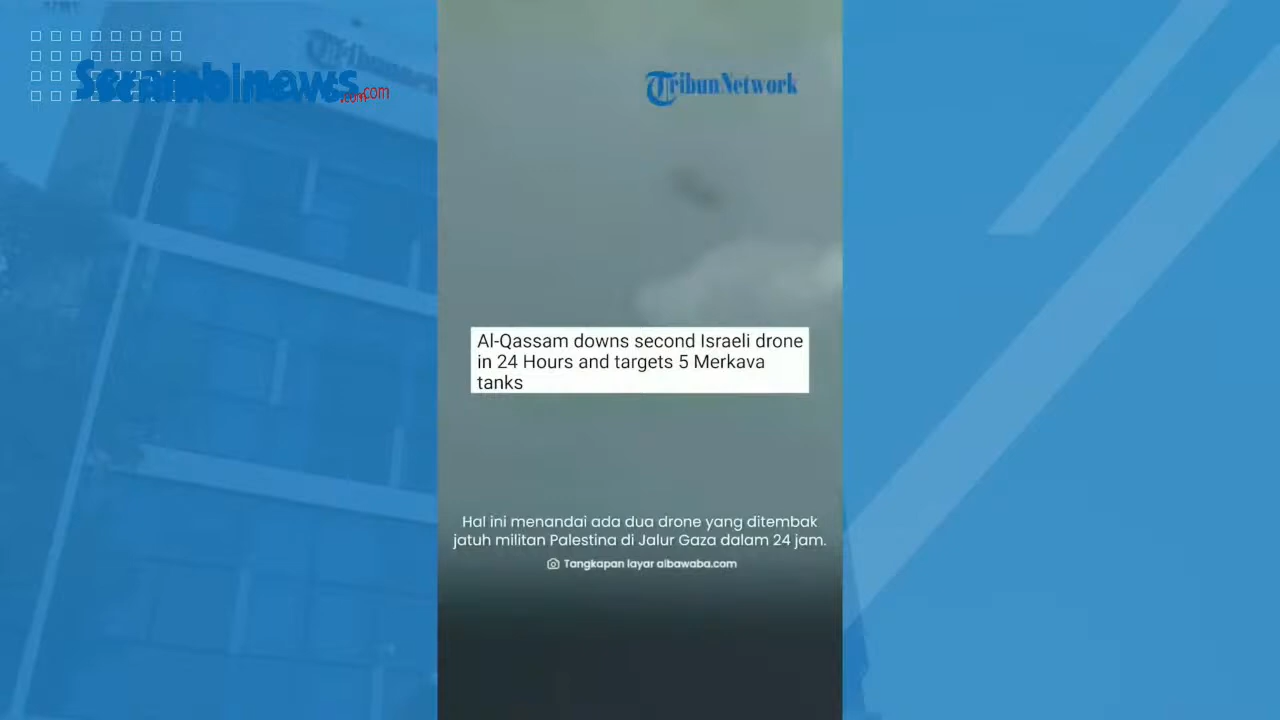 Serambinews.com
TribunNetwork
Al-Qassam downs second Israeli drone
in 24 Hours and targets 5 Merkava
tanks
Hal ini menandai ada dua drone yang ditembak
jatuh militan Palestina di Jalur Gaza dalam 24 jam.
Tangkapan layar albawaba.com